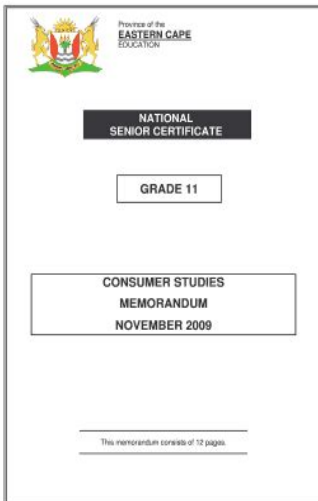 Province of the
EASTERN CAPE
EDUCATION
NATIONAL
SENIOR CERTIFICATE
GRADE 11
CONSUMER STUDIES
MEMORANDUM
NOVEMBER 2009
This memorandum consists of 12 pages.